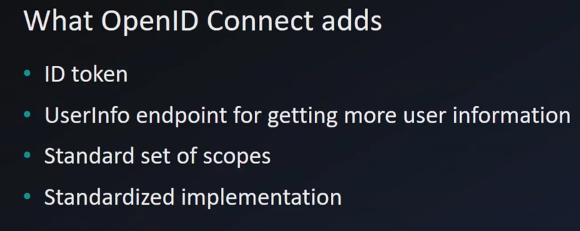 What OpenID Connect adds
• ID token
• UserInfo endpoint for getting more user information
• Standard set of scopes
• Standardized implementation